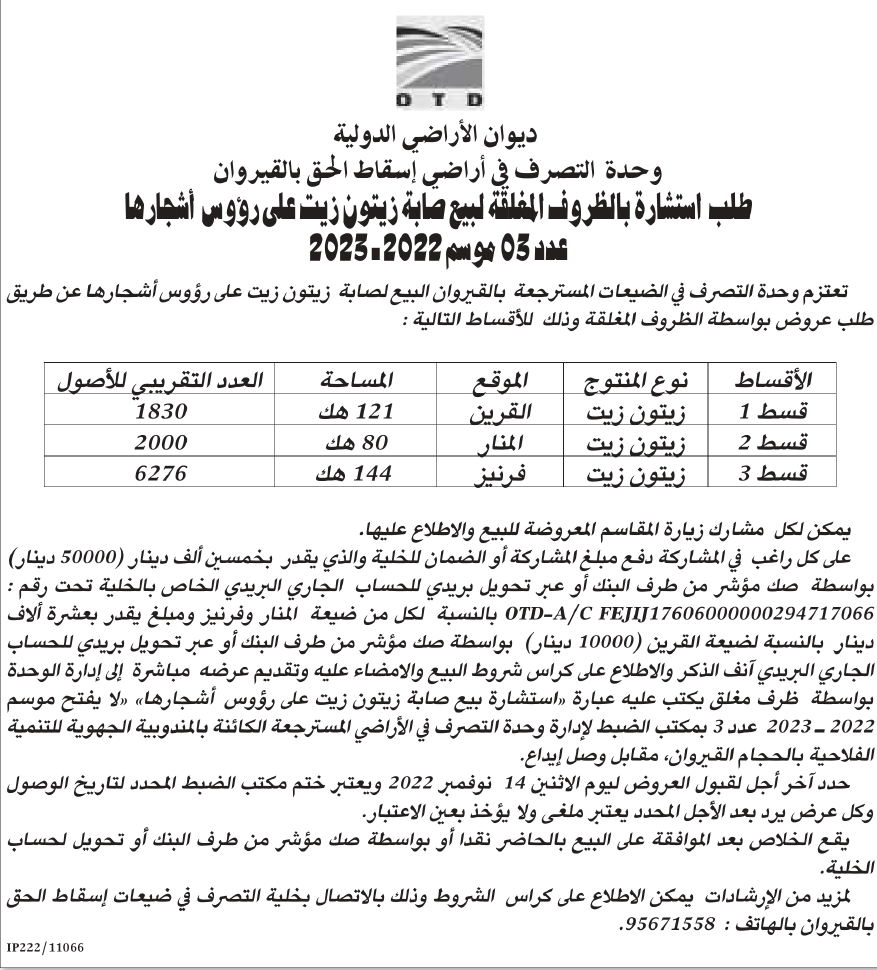 OTD
ديوان الأراضي الدولية
وحدة التصرف في أراضي إسقاط الحق بالقيروان
طلب استشارة بالظروف المغلقة لبيع صابة زيتون زيت على رؤوس أشجارها
عدد 03 موسم 2022ـ2023
تعتزم وحدة التصرف في الضيعات المسترجعة بالقيروان البيع لصابة زيتون زيت على رؤوس أشجارها عن طريق
طلب عروض بواسطة الظروف المغلقة وذلك للأقساط التالية :
الأقساط نوع المنتوج الموقع المساحة العدد التقريبي للأصول
قسط 1 زيتون زيت القرين 121 هك 1830
قسط 2 زيتون زيت المنار 80 هك 2000
قسط 3 زيتون زيت فرنيز 144 هك 6276
يمكن لكل مشارك زيارة المقاسم المعروضة للبيع والاطلاع عليها.
على كل راغب في المشاركة دفع مبلغ المشاركة أو الضمان للخلية والذي يقدر بخمسين ألف دينار (50000 دينار)
بواسطة صك مؤشر من طرف البنك أو عبر تحويل بريدي للحساب الجاري البريدي الخاص بالخلية تحت رقم :
OTD-A/C FEJIJ17606000000294717066 بالنسبة لكل من ضيعة المنار وفرنيز ومبلغ يقدر بعشرة ألاف
دينار بالنسبة لضيعة القرين (10000 دينار) بواسطة صك مؤشر من طرف البنك أو عبر تحويل بريدي للحساب
الجاري البريدي آنف الذكر والاطلاع على كراس شروط البيع والامضاء عليه وتقديم عرضه مباشرة إلى إدارة الوحدة
بواسطة ظرف مغلق يكتب عليه عبارة «استشارة بيع صابة زيتون زيت على رؤوس أشجارها» «لا يفتح موسم
2022 ـ 2023 عدد 3 بمكتب الضبط لإدارة وحدة التصرف في الأراضي المسترجعة الكائنة بالمندوبية الجهوية للتنمية
الفلاحية بالحجام القيروان، مقابل وصل إيداع.
حدد آخر أجل لقبول العروض ليوم الاثنين 14 نوفمبر 2022 ويعتبر ختم مكتب الضبط المحدد لتاريخ الوصول
وكل عرض يرد بعد الأجل المحدد يعتبر ملغى ولا يؤخذ بعين الاعتبار.
يقع الخلاص بعد الموافقة على البيع بالحاضر نقدا أو بواسطة صك مؤشر من طرف البنك أو تحويل لحساب
الخلية.
لمزيد من الإرشادات يمكن الاطلاع على كراس الشروط وذلك بالاتصال بخلية التصرف في ضيعات إسقاط الحق
بالقيروان بالهاتف : 95671558.
IP222/11066